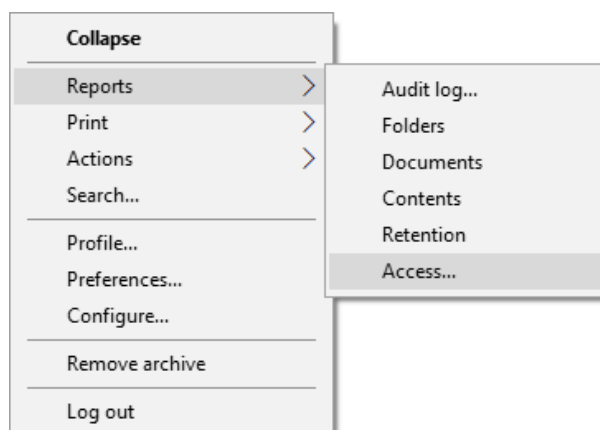 Collapse
Reports
Print
Actions
Search...
Profile...
Preferences...
Configure...
Remove archive
Log out
Audit log...
Folders
Documents
Contents
Retention
Access...